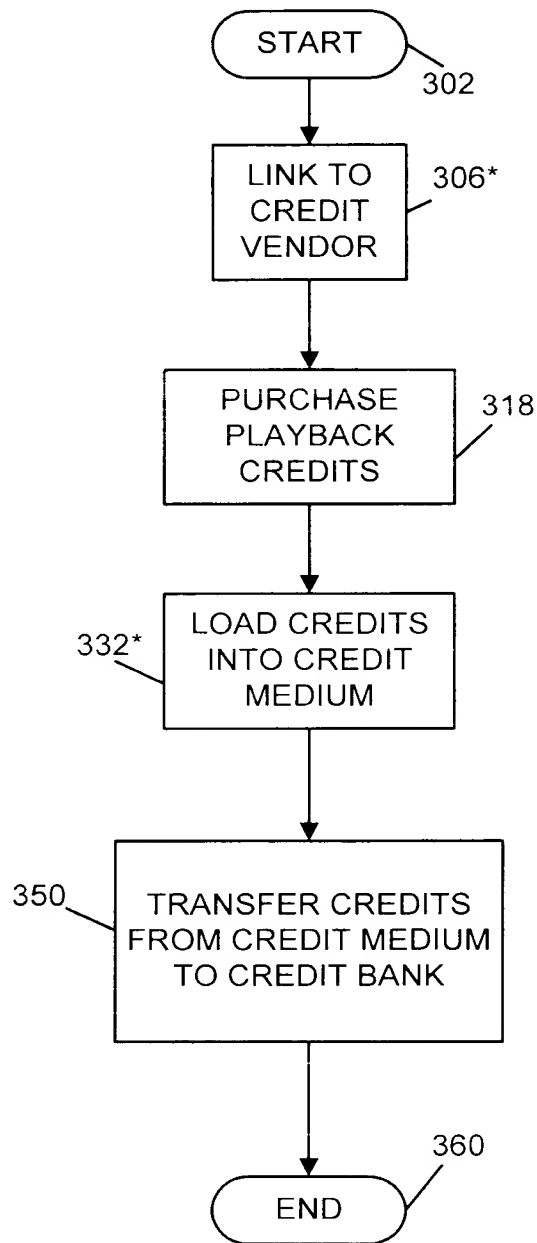 START
302
LINK TO
CREDIT
VENDOR
306*
PURCHASE
PLAYBACK
CREDITS
318
LOAD CREDITS
INTO CREDIT
MEDIUM
332*
350
TRANSFER CREDITS
FROM CREDIT MEDIUM
TO CREDIT BANK
360
END